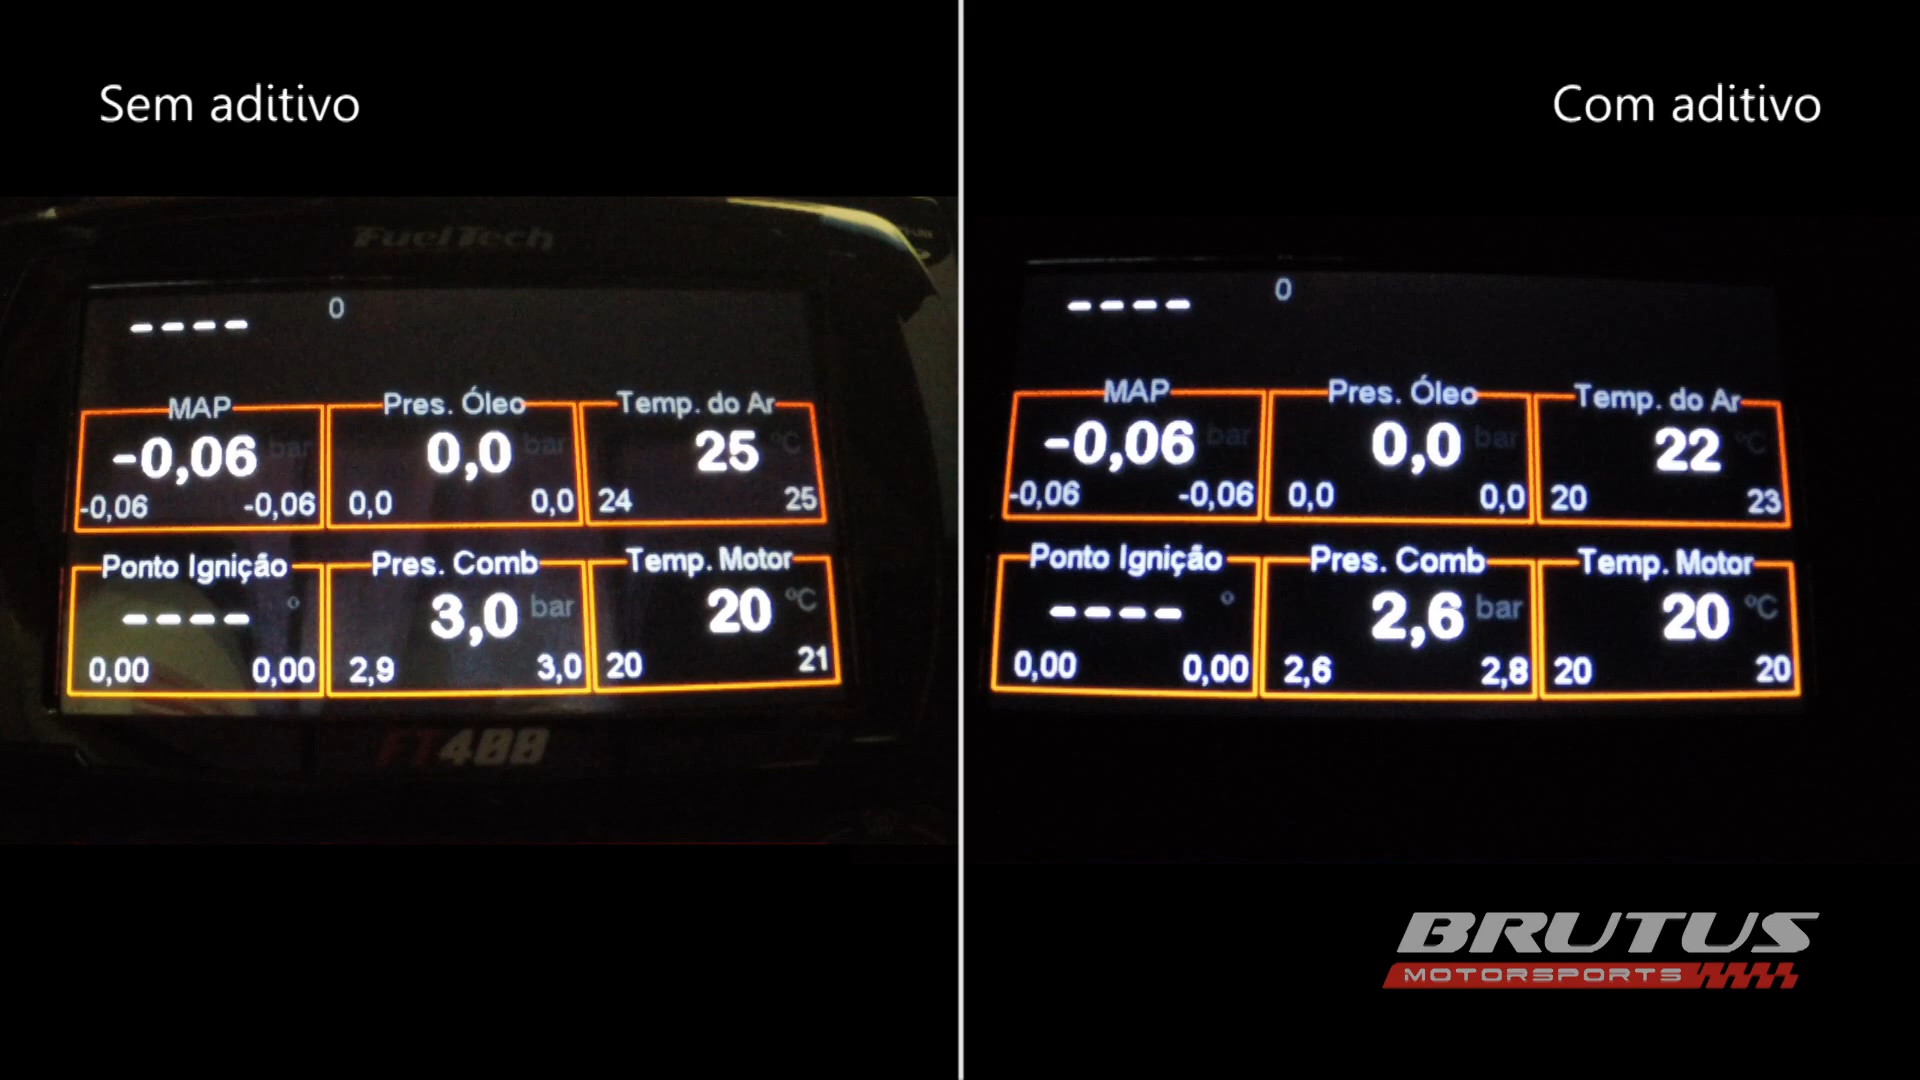 Sem aditivo
Com aditivo
FuelTech
---- 0
MAP Pres. Óleo Temp. do Ar
-0,06 bar 0,0 bar 25 ºC
-0,06 -0,06 0,0 0,0 24 25
Ponto Ignição Pres. Comb Temp. Motor
---- º 3,0 bar 20 ºC
0,00 0,00 2,9 3,0 20 21
FT400
---- 0
MAP Pres. Óleo Temp. do Ar
-0,06 bar 0,0 bar 22 ºC
-0,06 -0,06 0,0 0,0 20 23
Ponto Ignição Pres. Comb Temp. Motor
---- º 2,6 bar 20 ºC
0,00 0,00 2,6 2,8 20 20
BRUTUS
MOTORSPORTS